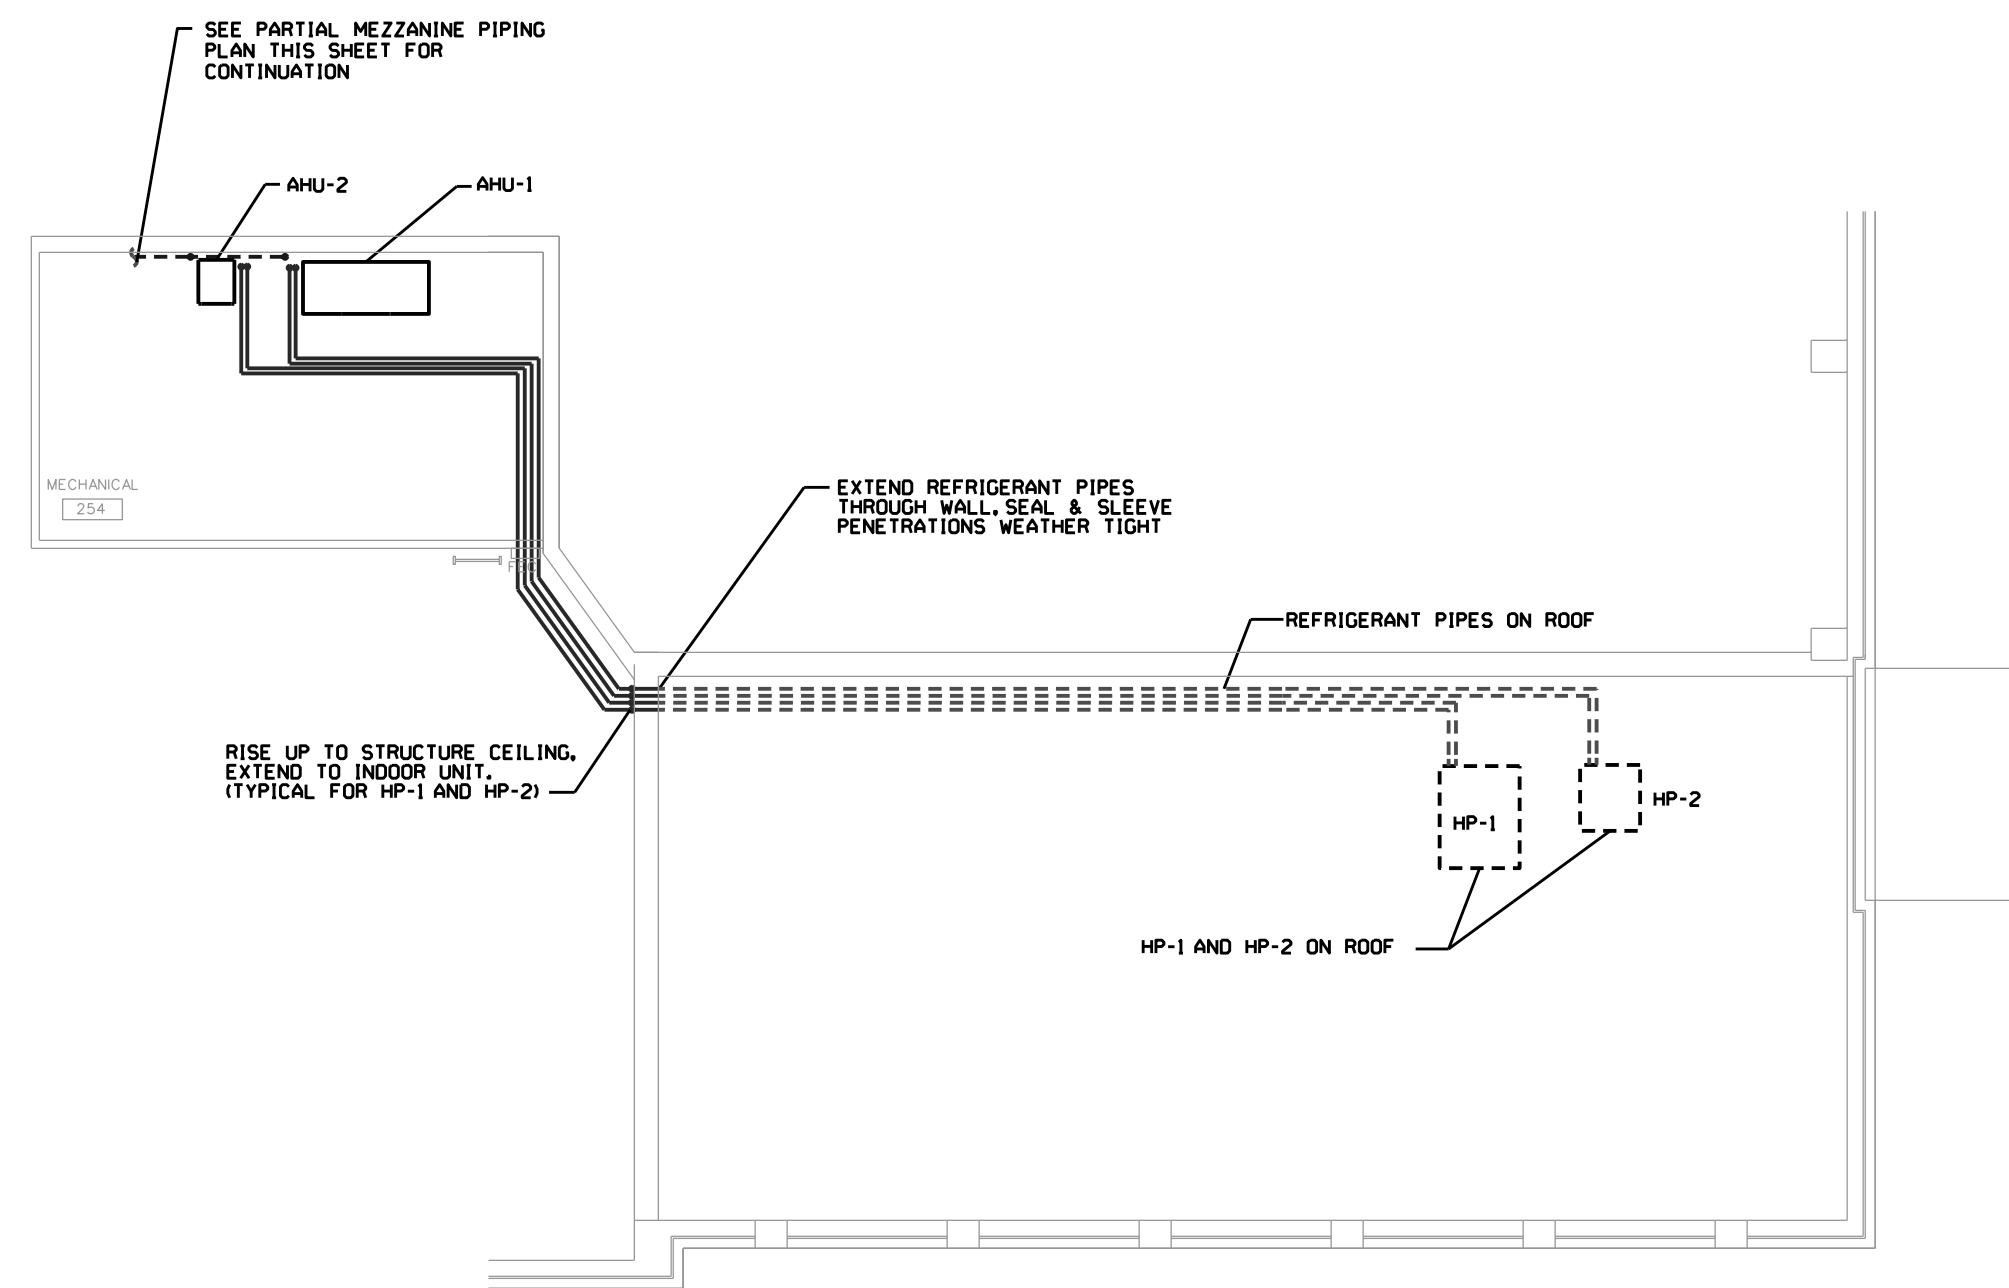 SEE PARTIAL MEZZANINE PIPING
PLAN THIS SHEET FOR
CONTINUATION
AHU-2
AHU-1
MECHANICAL
254
EXTEND REFRIGERANT PIPES
THROUGH WALL, SEAL & SLEEVE
PENETRATIONS WEATHER TIGHT
REFRIGERANT PIPES ON ROOF
RISE UP TO STRUCTURE CEILING,
EXTEND TO INDOOR UNIT.
(TYPICAL FOR HP-1 AND HP-2)
HP-1
HP-2
HP-1 AND HP-2 ON ROOF